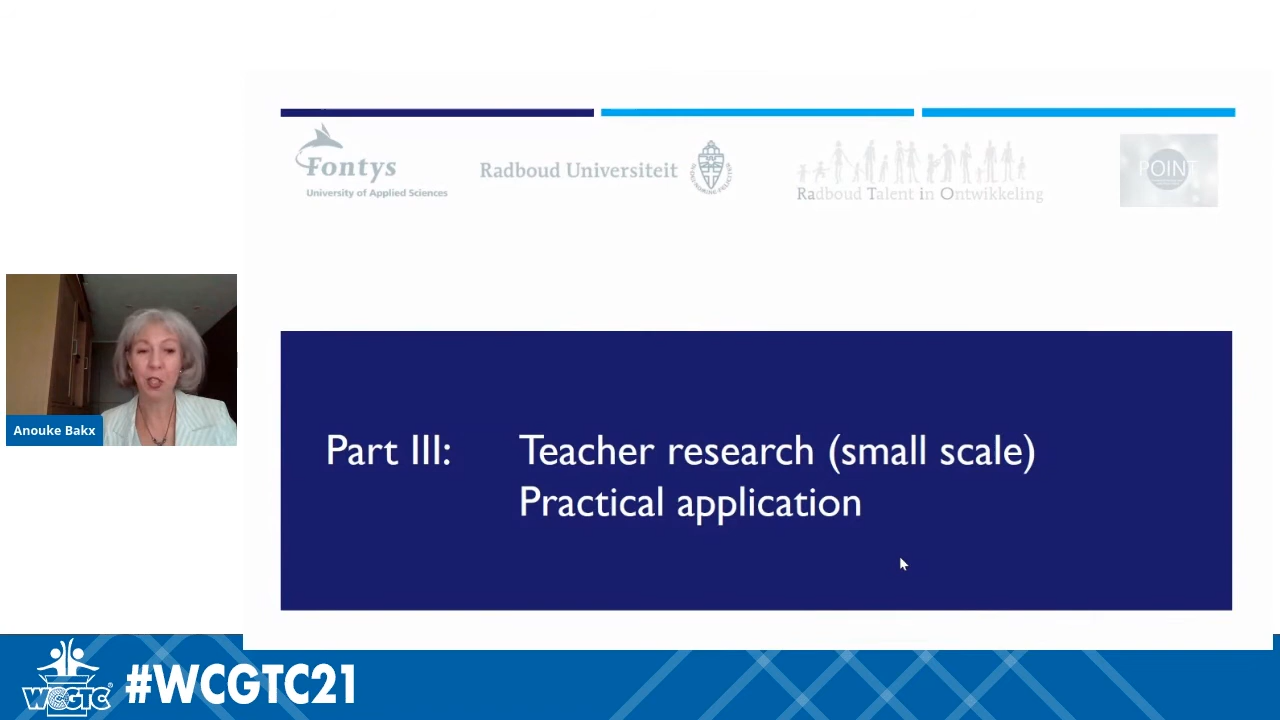 Fontys
University of Applied Sciences
Radboud Universiteit
Radboud Talent in Ontwikkeling
POINT
Anouke Bakx
Part III: Teacher research (small scale)
Practical application
WCGTC®
#WCGTC21